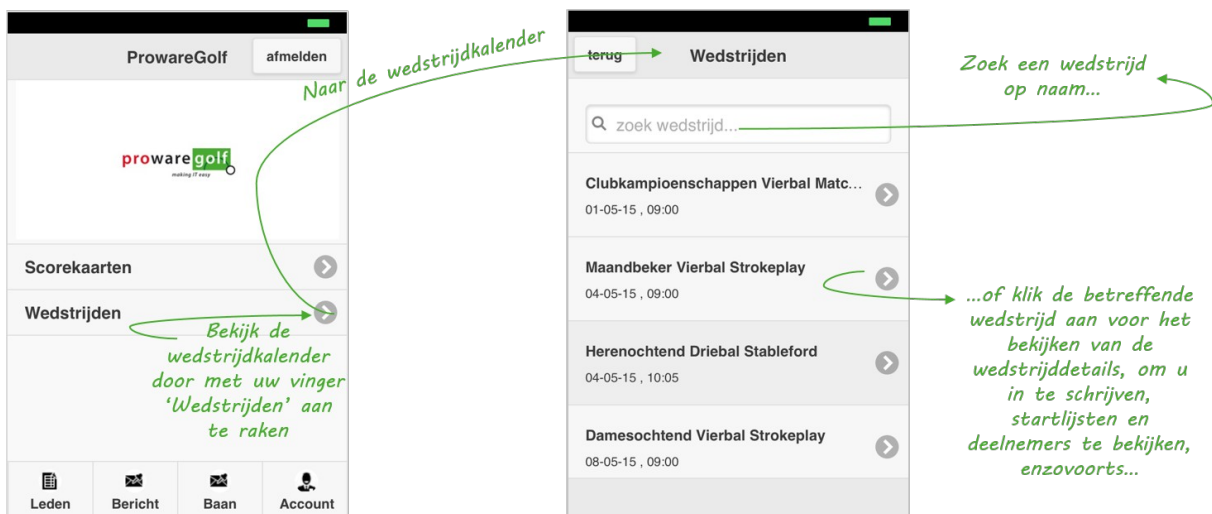 ProwareGolf
afmelden
prowaregolf
making IT easy
Scorekaarten
Wedstrijden
Bekijk de
wedstrijdkalender
door met uw vinger
‘Wedstrijden’ aan
te raken
Leden
Bericht
Baan
Account
Naar de wedstrijdkalender
terug
Wedstrijden
zoek wedstrijd...
Clubkampioenschappen Vierbal Matc...
01-05-15 , 09:00
Maandbeker Vierbal Strokeplay
04-05-15 , 09:00
Herenochtend Driebal Stableford
04-05-15 , 10:05
Damesochtend Vierbal Strokeplay
08-05-15 , 09:00
Zoek een wedstrijd
op naam...
...of klik de betreffende
wedstrijd aan voor het
bekijken van de
wedstrijddetails, om u
in te schrijven,
startlijsten en
deelnemers te bekijken,
enzovoorts...